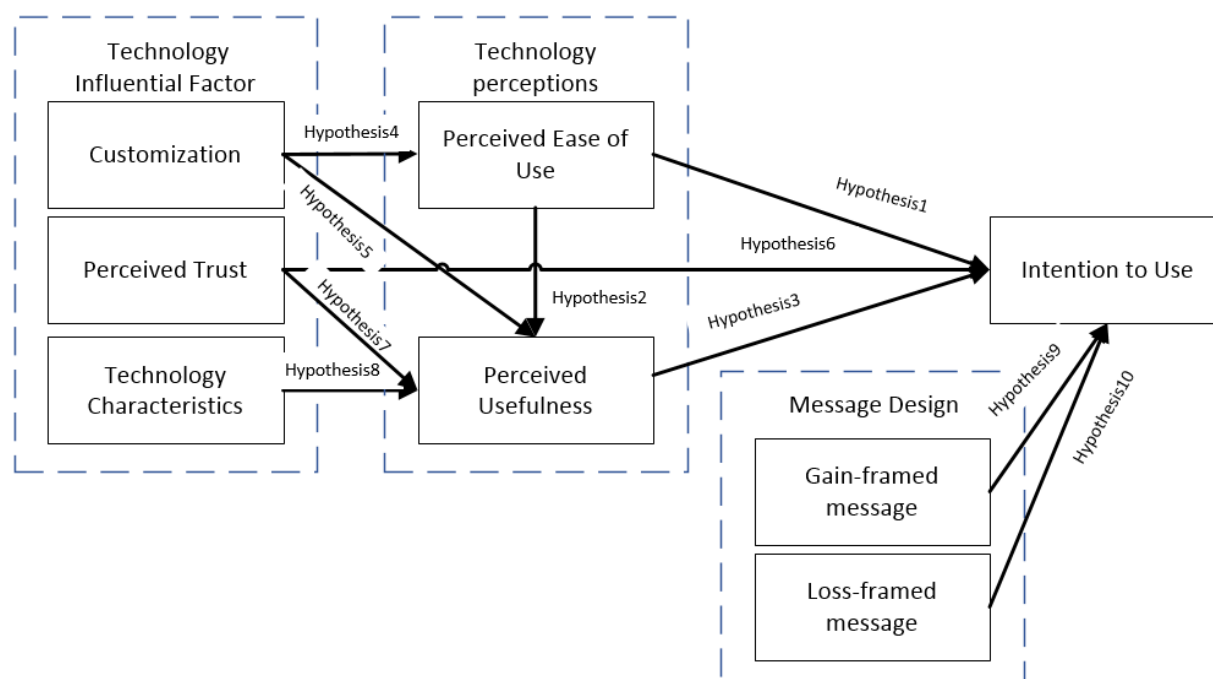 Technology
Influential Factor
Technology
perceptions
Customization
Hypothesis4
Perceived Ease of
Use
Hypothesis1
Hypothesis5
Perceived Trust
Hypothesis6
Intention to Use
Hypothesis2
Hypothesis3
Hypothesis7
Technology
Characteristics
Hypothesis8
Perceived
Usefulness
Hypothesis9
Hypothesis10
Message Design
Gain-framed
message
Loss-framed
message